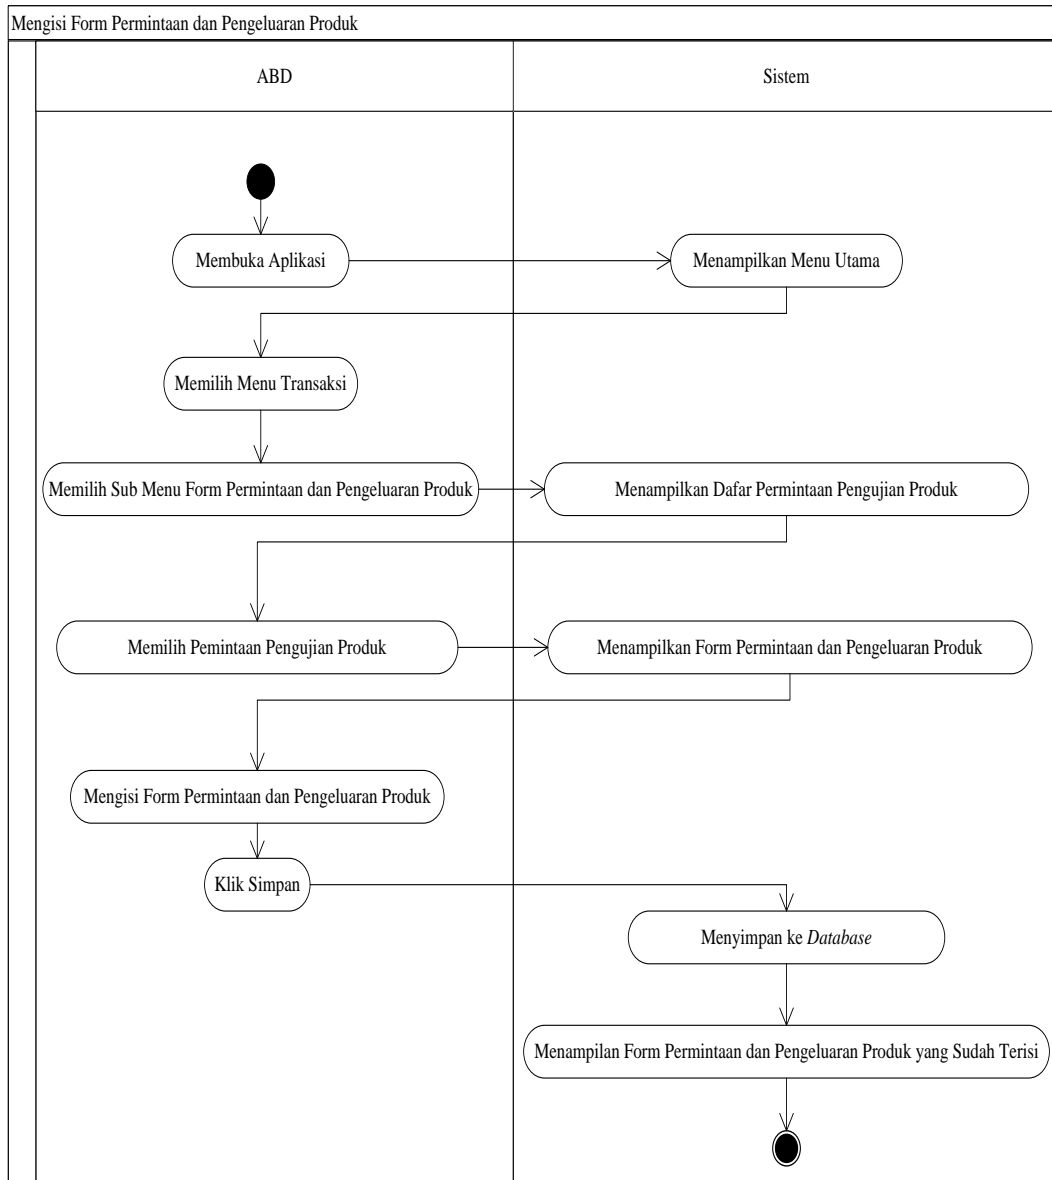 Mengisi Form Permintaan dan Pengeluaran Produk
ABD
Sistem
Membuka Aplikasi
Menampilkan Menu Utama
Memilih Menu Transaksi
Memilih Sub Menu Form Permintaan dan Pengeluaran Produk
Menampilkan Dafar Permintaan Pengujian Produk
Memilih Pemintaan Pengujian Produk
Menampilkan Form Permintaan dan Pengeluaran Produk
Mengisi Form Permintaan dan Pengeluaran Produk
Klik Simpan
Menyimpan ke Database
Menampilan Form Permintaan dan Pengeluaran Produk yang Sudah Terisi